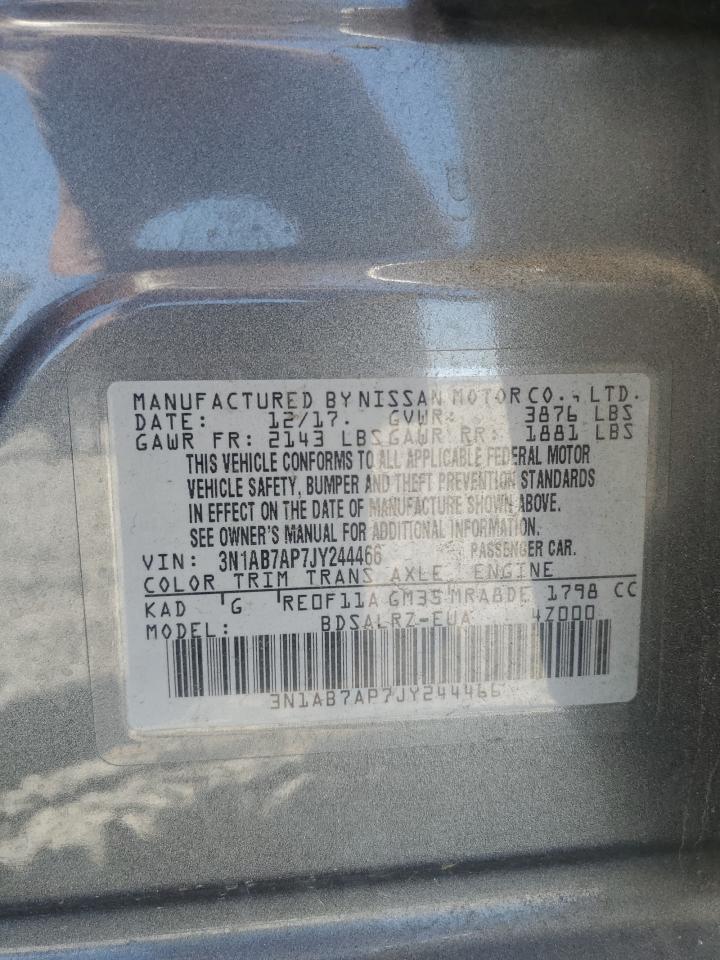 MANUFACTURED BY NISSAN MOTOR CO., LTD.
DATE: 12/17. GVWR: 3876 LBS
GAWR FR: 2143 LBS GAWR RR: 1881 LBS
THIS VEHICLE CONFORMS TO ALL APPLICABLE FEDERAL MOTOR
VEHICLE SAFETY, BUMPER AND THEFT PREVENTION STANDARDS
IN EFFECT ON THE DATE OF MANUFACTURE SHOWN ABOVE.
SEE OWNER'S MANUAL FOR ADDITIONAL INFORMATION.
VIN: 3N1AB7AP7JY244466 PASSENGER CAR.
COLOR TRIM TRANS AXLE ENGINE
KAD G RE0F11A GM35 MRA8DE 1798 CC
MODEL: BDSALRZ-EUA 4Z000
3N1AB7AP7JY244466